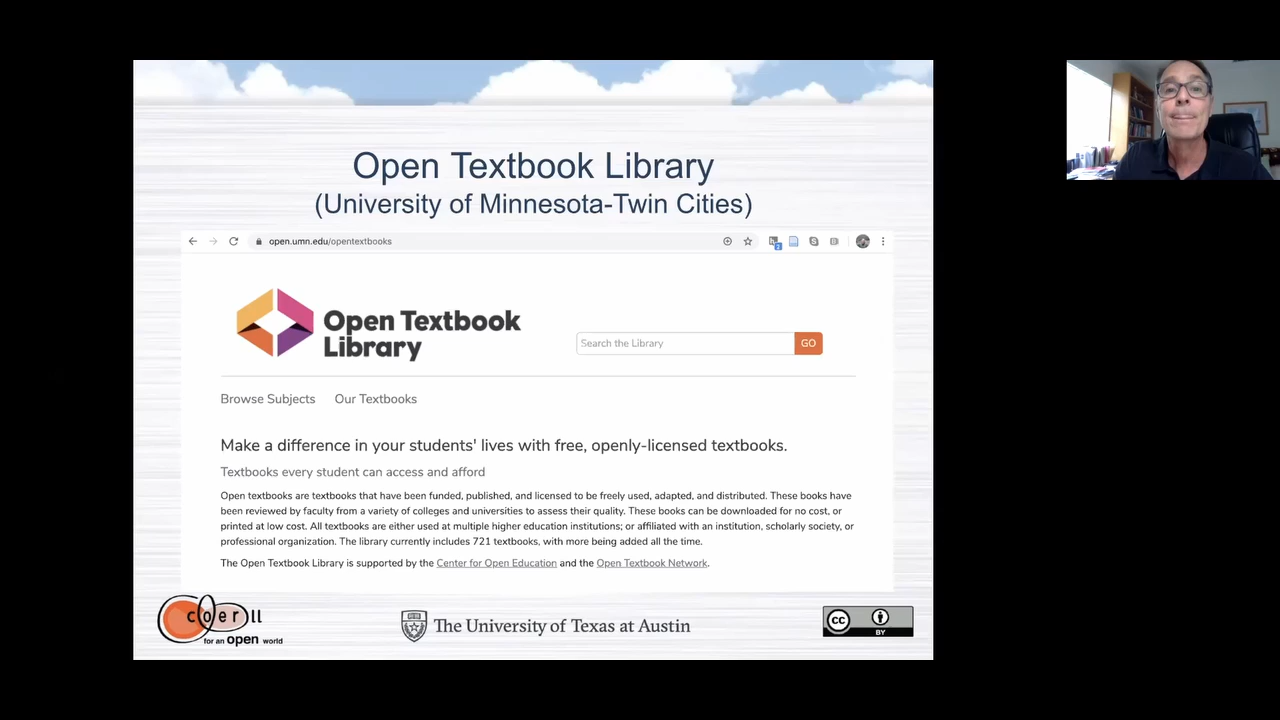 Open Textbook Library
(University of Minnesota-Twin Cities)
open.umn.edu/opentextbooks
Open Textbook
Library
Search the Library
GO
Browse Subjects Our Textbooks
Make a difference in your students' lives with free, openly-licensed textbooks.
Textbooks every student can access and afford
Open textbooks are textbooks that have been funded, published, and licensed to be freely used, adapted, and distributed. These books have
been reviewed by faculty from a variety of colleges and universities to assess their quality. These books can be downloaded for no cost, or
printed at low cost. All textbooks are either used at multiple higher education institutions; or affiliated with an institution, scholarly society, or
professional organization. The library currently includes 721 textbooks, with more being added all the time.
The Open Textbook Library is supported by the Center for Open Education and the Open Textbook Network.
coerll
for an open world
The University of Texas at Austin
cc
BY